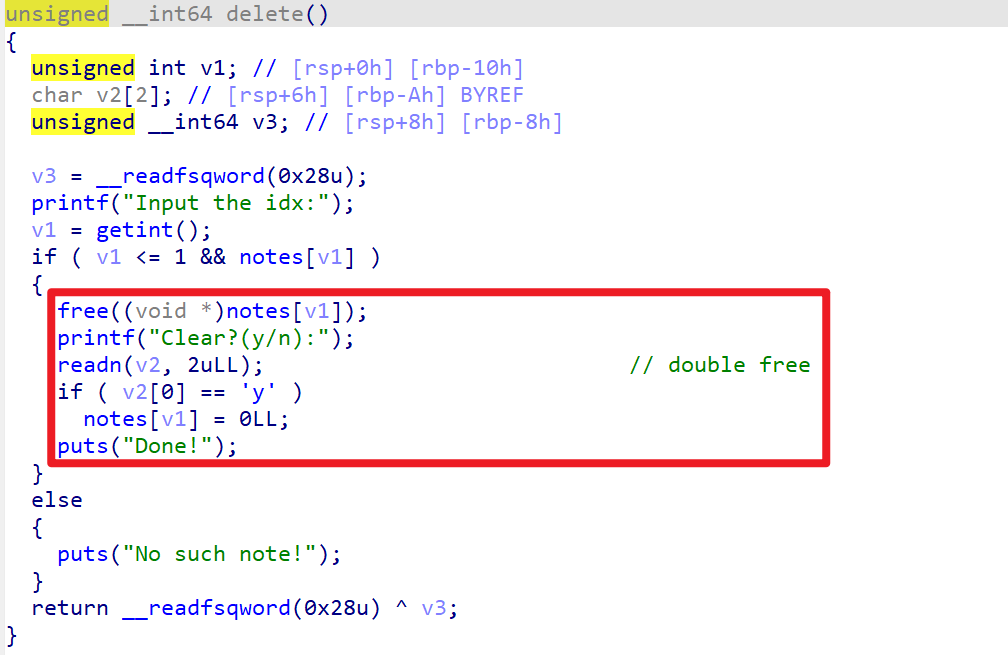 unsigned __int64 delete()
{
  unsigned int v1; // [rsp+0h] [rbp-10h]
  char v2[2]; // [rsp+6h] [rbp-Ah] BYREF
  unsigned __int64 v3; // [rsp+8h] [rbp-8h]

  v3 = __readfsqword(0x28u);
  printf("Input the idx:");
  v1 = getint();
  if ( v1 <= 1 && notes[v1] )
  {
    free((void *)notes[v1]);
    printf("Clear?(y/n):");
    readn(v2, 2uLL);                            // double free
    if ( v2[0] == 'y' )
      notes[v1] = 0LL;
    puts("Done!");
  }
  else
  {
    puts("No such note!");
  }
  return __readfsqword(0x28u) ^ v3;
}